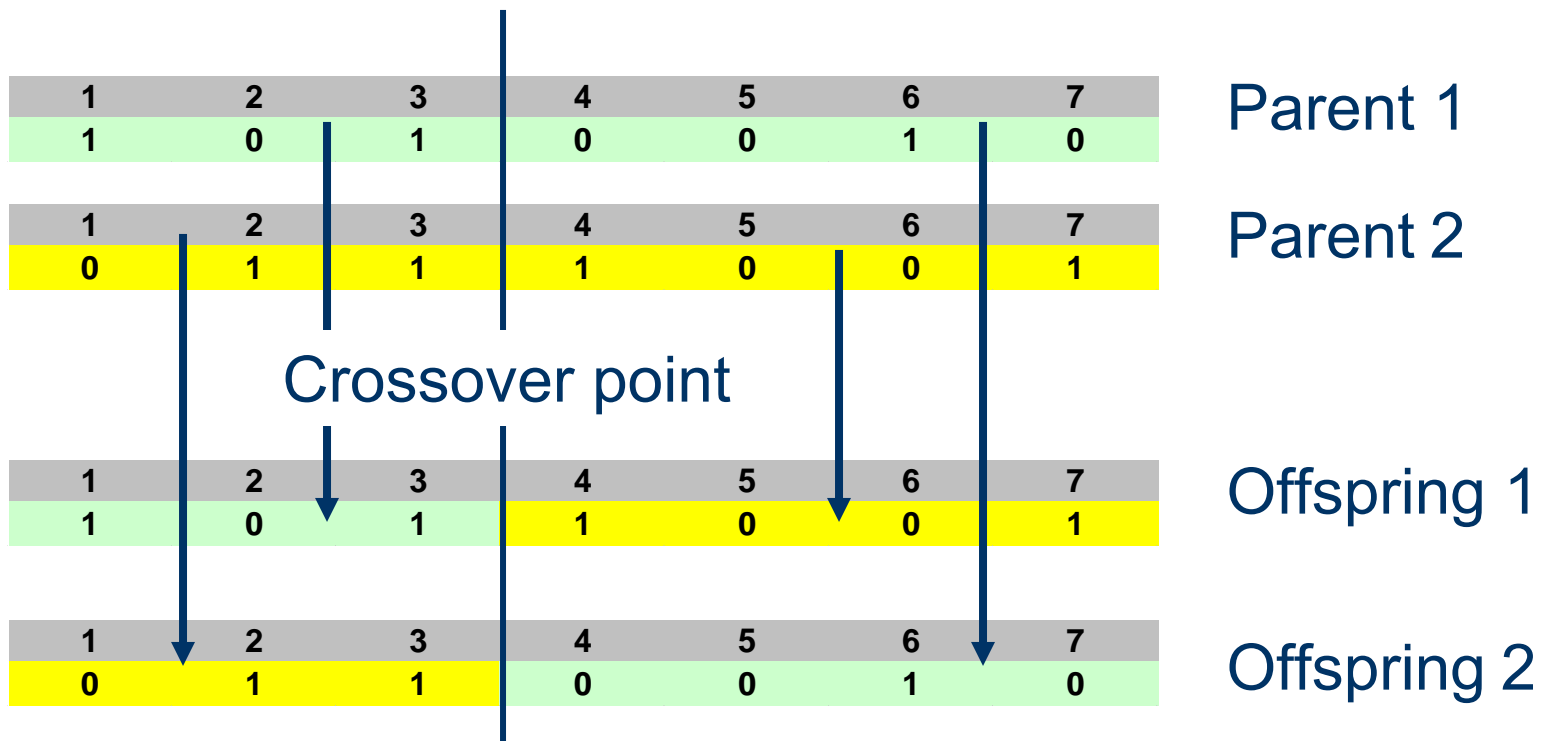 1 2 3 4 5 6 7
1 0 1 0 0 1 0
Parent 1
1 2 3 4 5 6 7
0 1 1 1 0 0 1
Parent 2
Crossover point
1 2 3 4 5 6 7
1 0 1 1 0 0 1
Offspring 1
1 2 3 4 5 6 7
0 1 1 0 0 1 0
Offspring 2